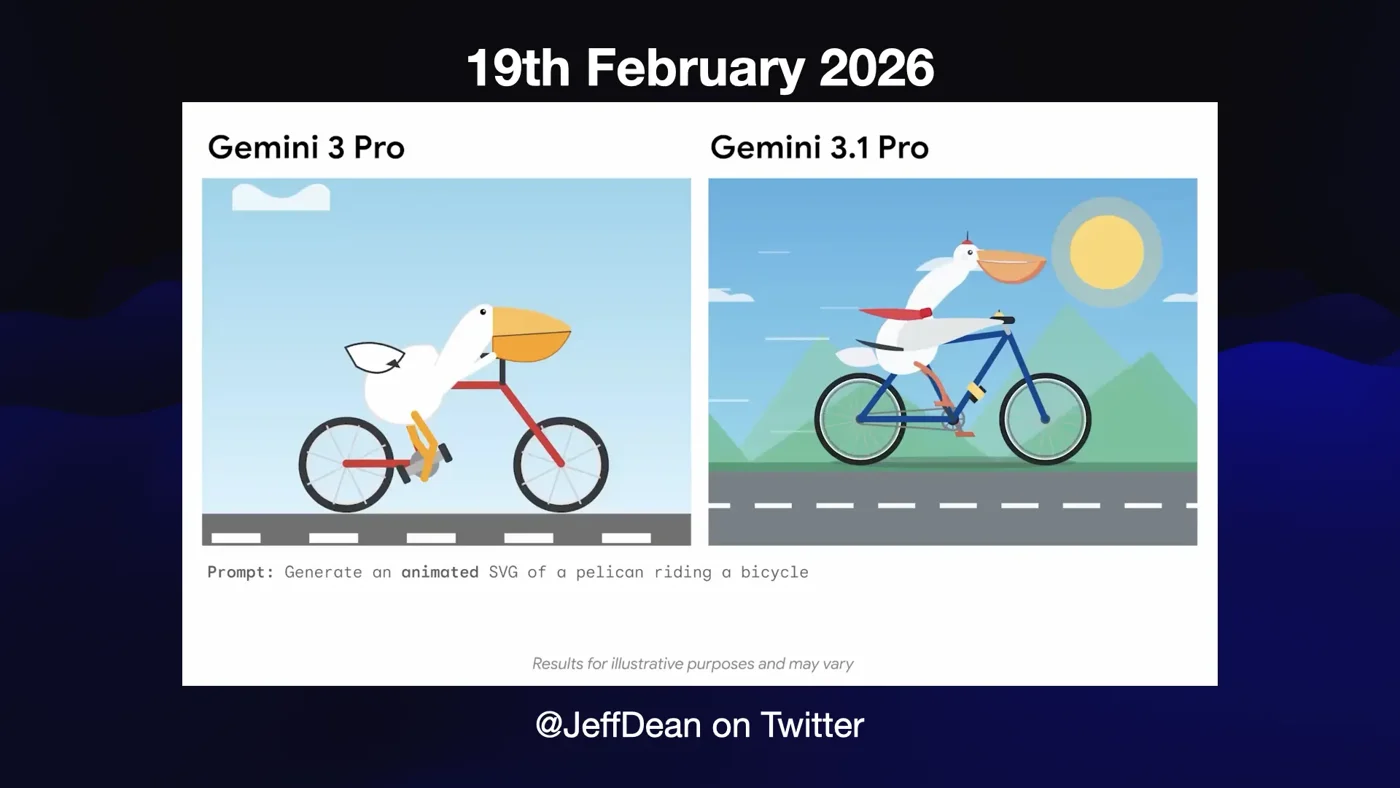 19th February 2026
Gemini 3 Pro
Gemini 3.1 Pro
Prompt: Generate an animated SVG of a pelican riding a bicycle
Results for illustrative purposes and may vary
@JeffDean on Twitter